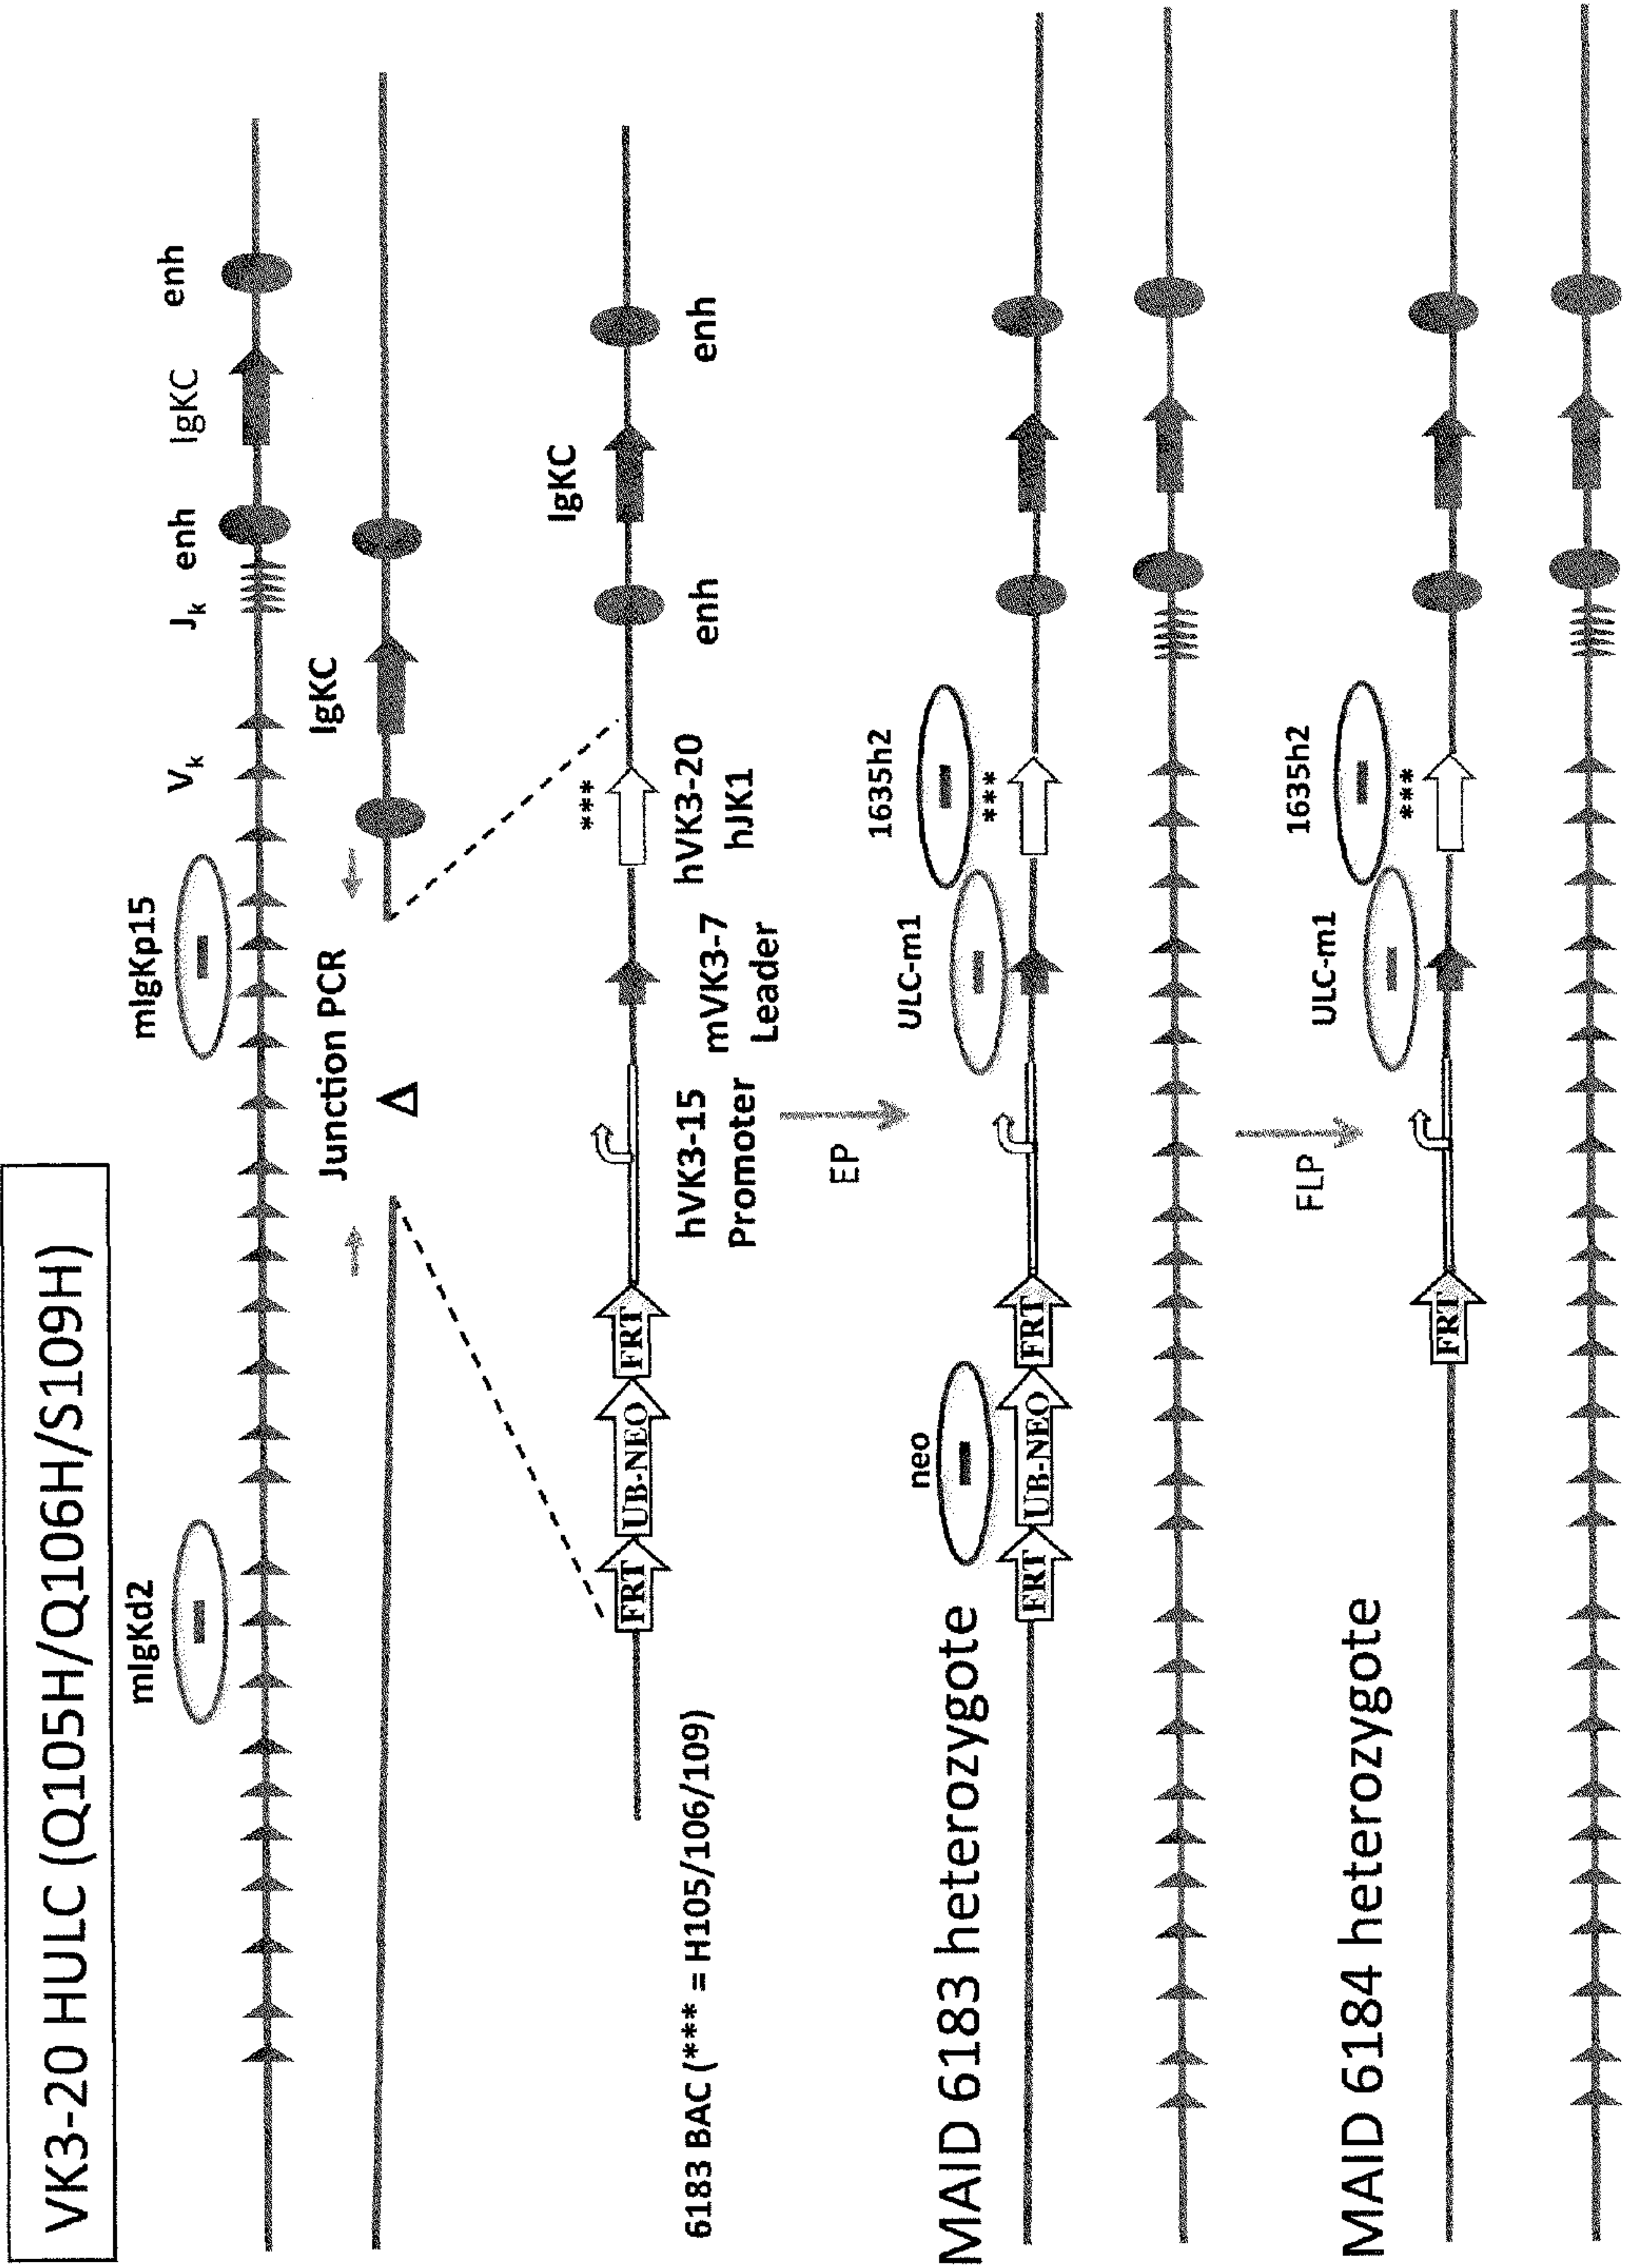 VK3-20 HULC (Q105H/Q106H/S109H)
mIgKd2
mIgKp15
Vk
Jk
enh
IgKC
enh
Junction PCR
Δ
IgKC
***
FRT
UB-NEO
FRT
IgKC
hVK3-15
Promoter
mVK3-7
Leader
hVK3-20
hJK1
enh
enh
6183 BAC (*** = H105/106/109)
EP
MAID 6183 heterozygote
neo
ULC-m1
1635h2
***
FRT
UB-NEO
FRT
FLP
MAID 6184 heterozygote
ULC-m1
1635h2
***
FRT